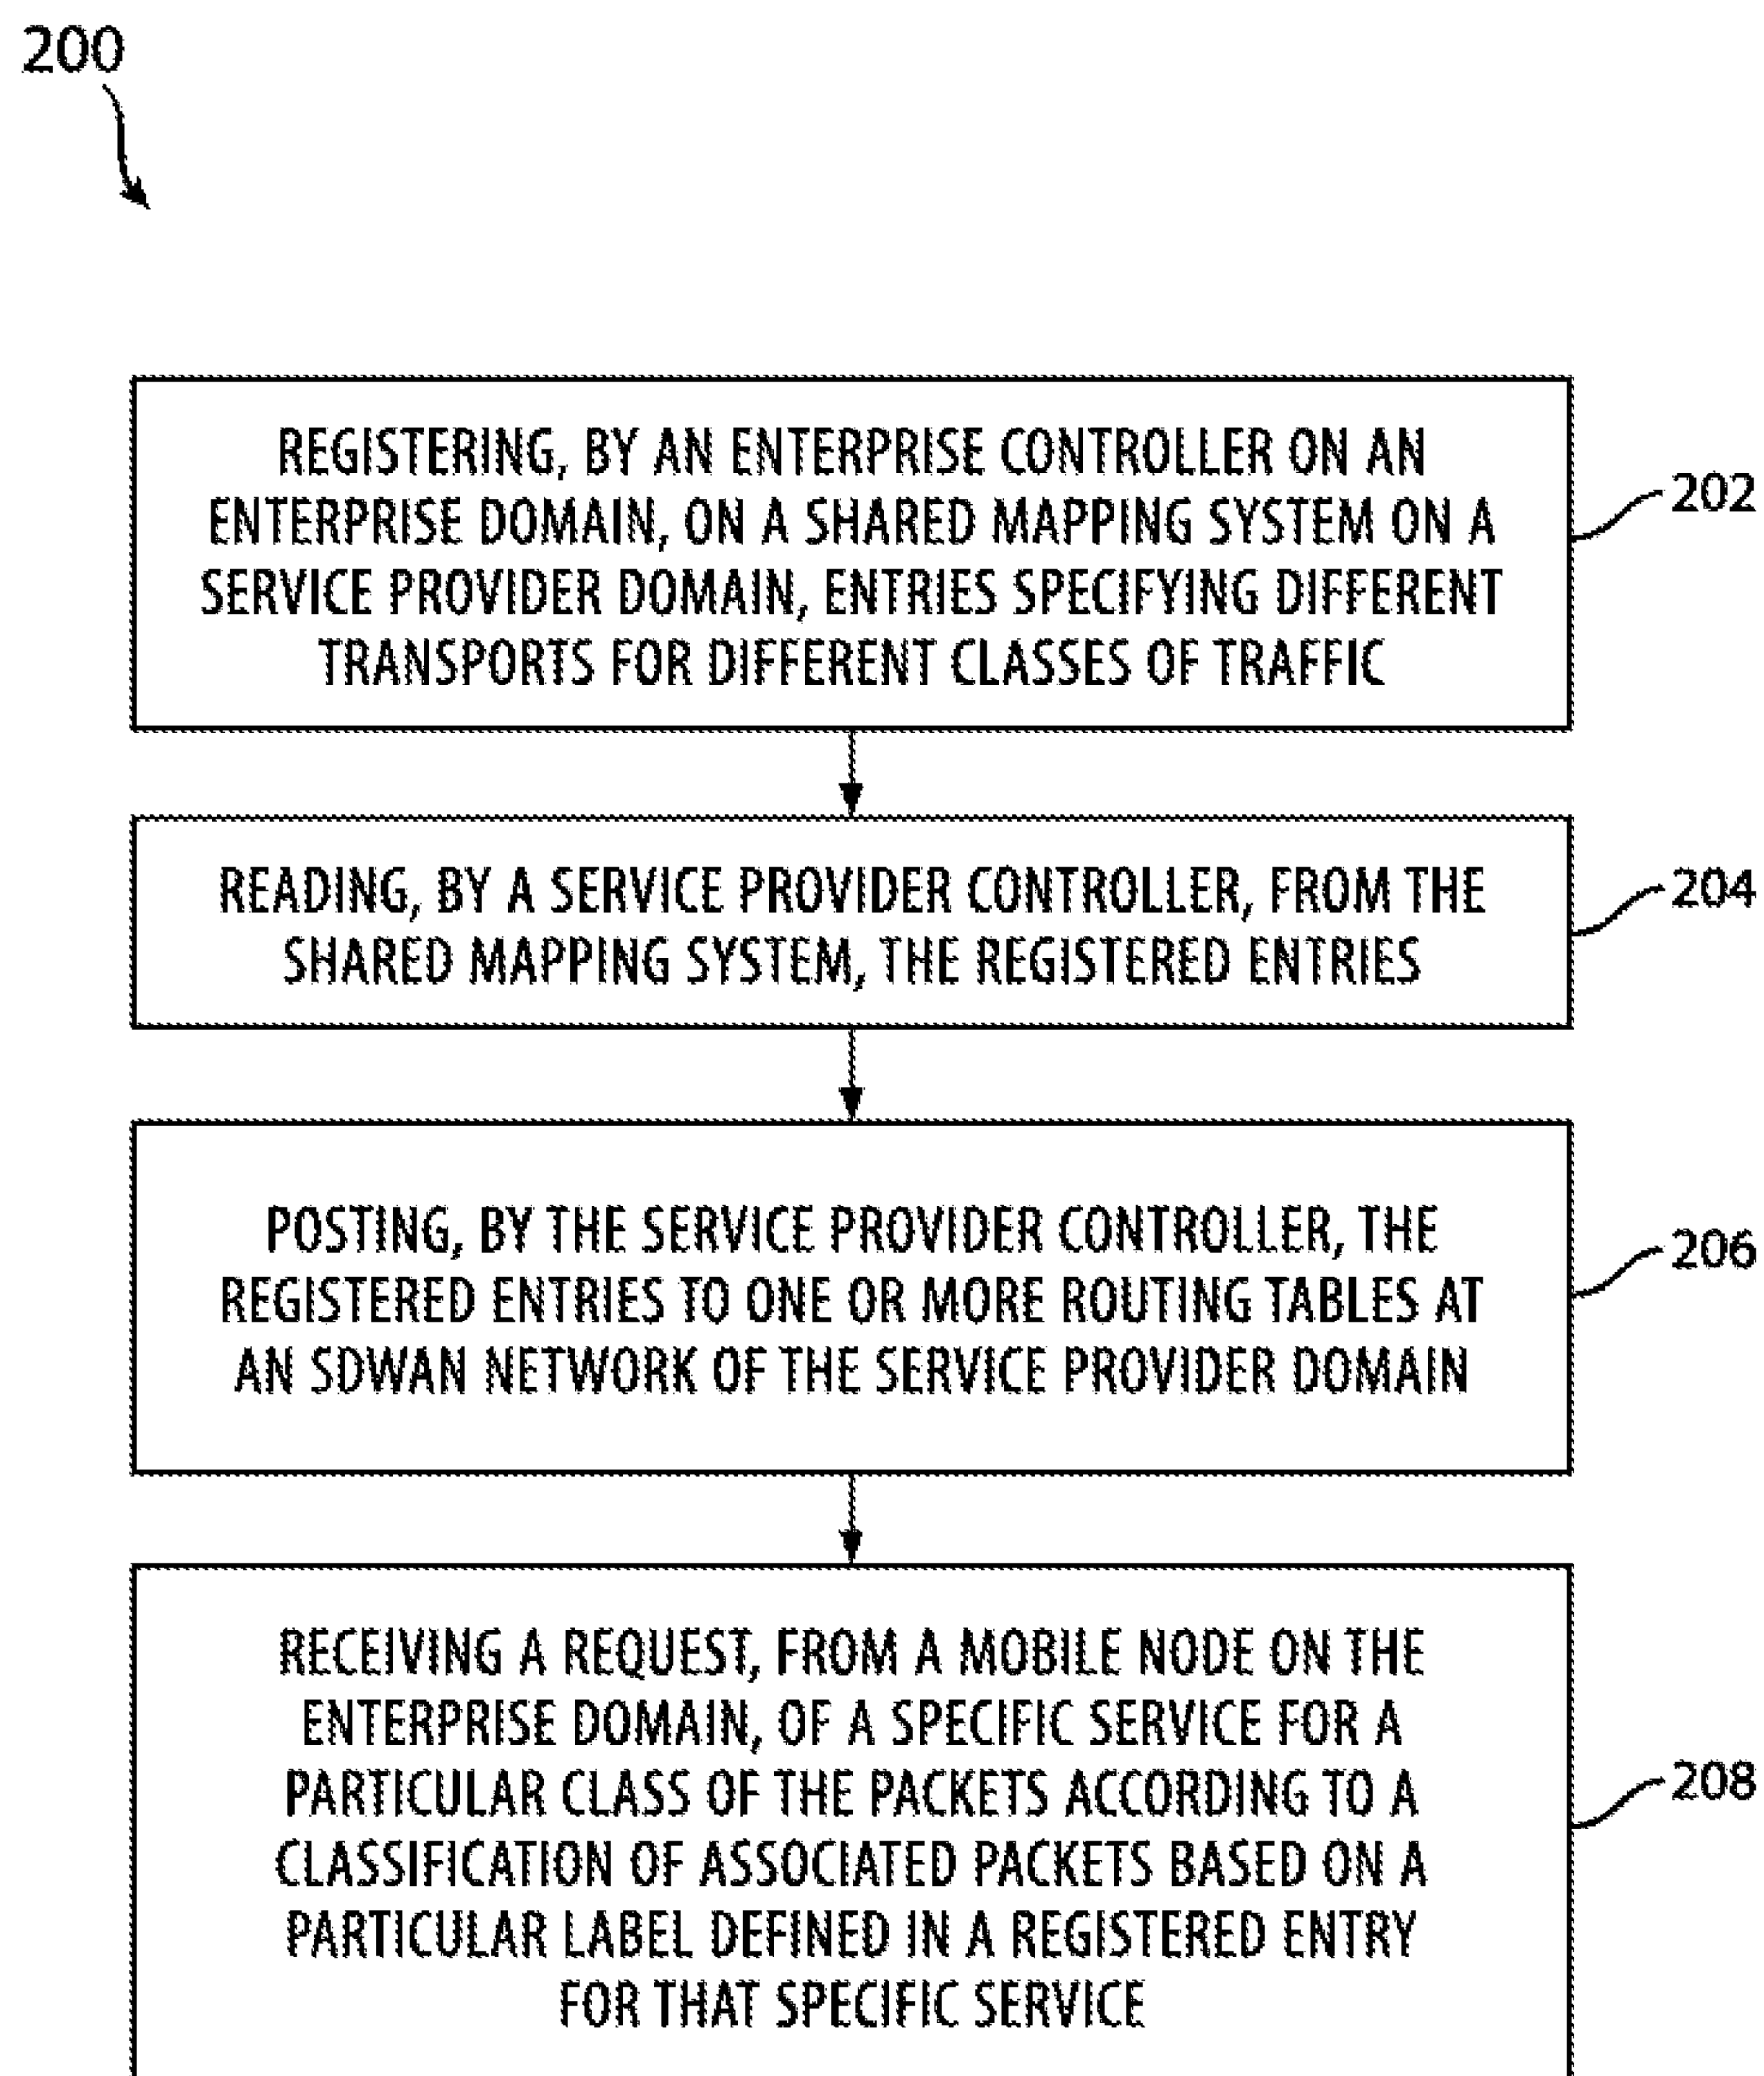 200
REGISTERING, BY AN ENTERPRISE CONTROLLER ON AN
ENTERPRISE DOMAIN, ON A SHARED MAPPING SYSTEM ON A
SERVICE PROVIDER DOMAIN, ENTRIES SPECIFYING DIFFERENT
TRANSPORTS FOR DIFFERENT CLASSES OF TRAFFIC
202
READING, BY A SERVICE PROVIDER CONTROLLER, FROM THE
SHARED MAPPING SYSTEM, THE REGISTERED ENTRIES
204
POSTING, BY THE SERVICE PROVIDER CONTROLLER, THE
REGISTERED ENTRIES TO ONE OR MORE ROUTING TABLES AT
AN SDWAN NETWORK OF THE SERVICE PROVIDER DOMAIN
206
RECEIVING A REQUEST, FROM A MOBILE NODE ON THE
ENTERPRISE DOMAIN, OF A SPECIFIC SERVICE FOR A
PARTICULAR CLASS OF THE PACKETS ACCORDING TO A
CLASSIFICATION OF ASSOCIATED PACKETS BASED ON A
PARTICULAR LABEL DEFINED IN A REGISTERED ENTRY
FOR THAT SPECIFIC SERVICE
208